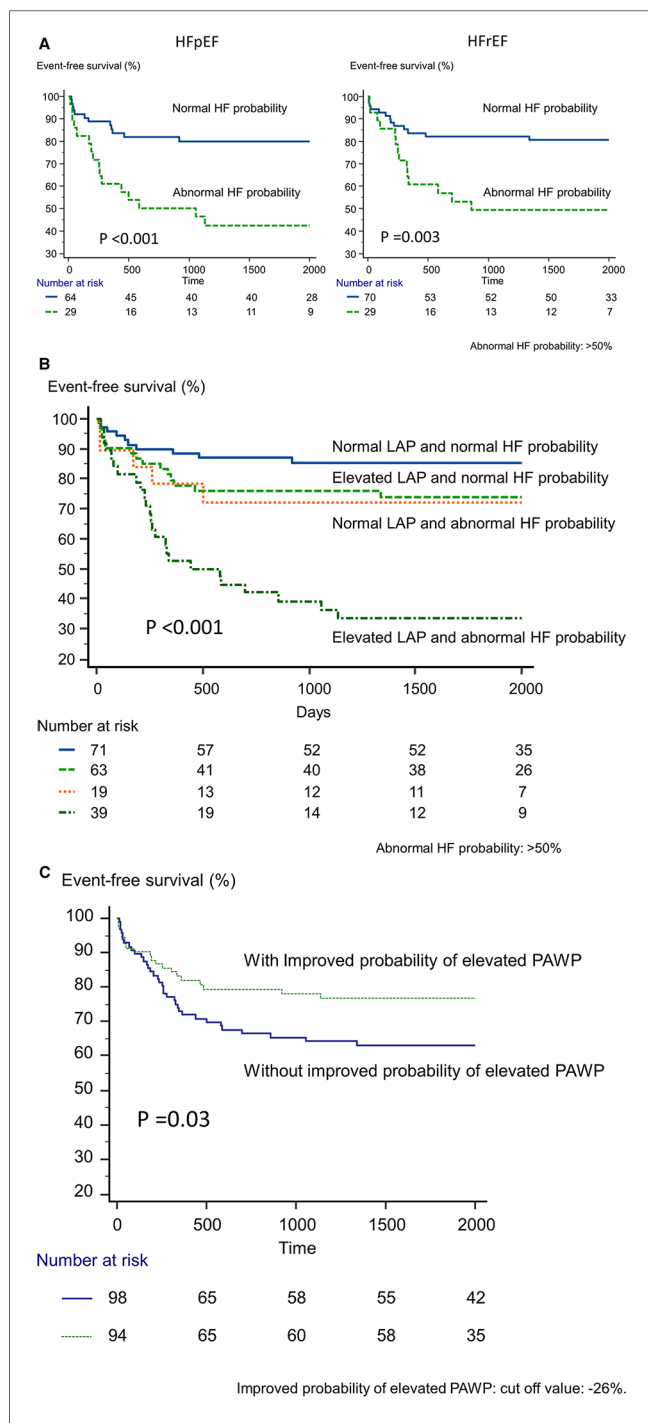 A
HFpEF
HFrEF
Event-free survival (%)
Event-free survival (%)
100
90
80
70
60
50
40
30
Normal HF probability
Abnormal HF probability
P <0.001
0 500 1000 1500 2000
Time
Number at risk
64 45 40 40 28
29 16 13 11 9
100
90
80
70
60
50
40
30
Normal HF probability
Abnormal HF probability
P =0.003
0 500 1000 1500 2000
Time
Number at risk
70 53 52 50 33
29 16 13 12 7
Abnormal HF probability: >50%
B
Event-free survival (%)
100
90
80
70
60
50
40
30
20
Normal LAP and normal HF probability
Elevated LAP and normal HF probability
Normal LAP and abnormal HF probability
P <0.001
Elevated LAP and abnormal HF probability
0 500 1000 1500 2000
Days
Number at risk
71 57 52 52 35
63 41 40 38 26
19 13 12 11 7
39 19 14 12 9
Abnormal HF probability: >50%
C
Event-free survival (%)
100
90
80
70
60
50
40
30
20
With Improved probability of elevated PAWP
Without improved probability of elevated PAWP
P =0.03
0 500 1000 1500 2000
Time
Number at risk
98 65 58 55 42
94 65 60 58 35
Improved probability of elevated PAWP: cut off value: -26%.